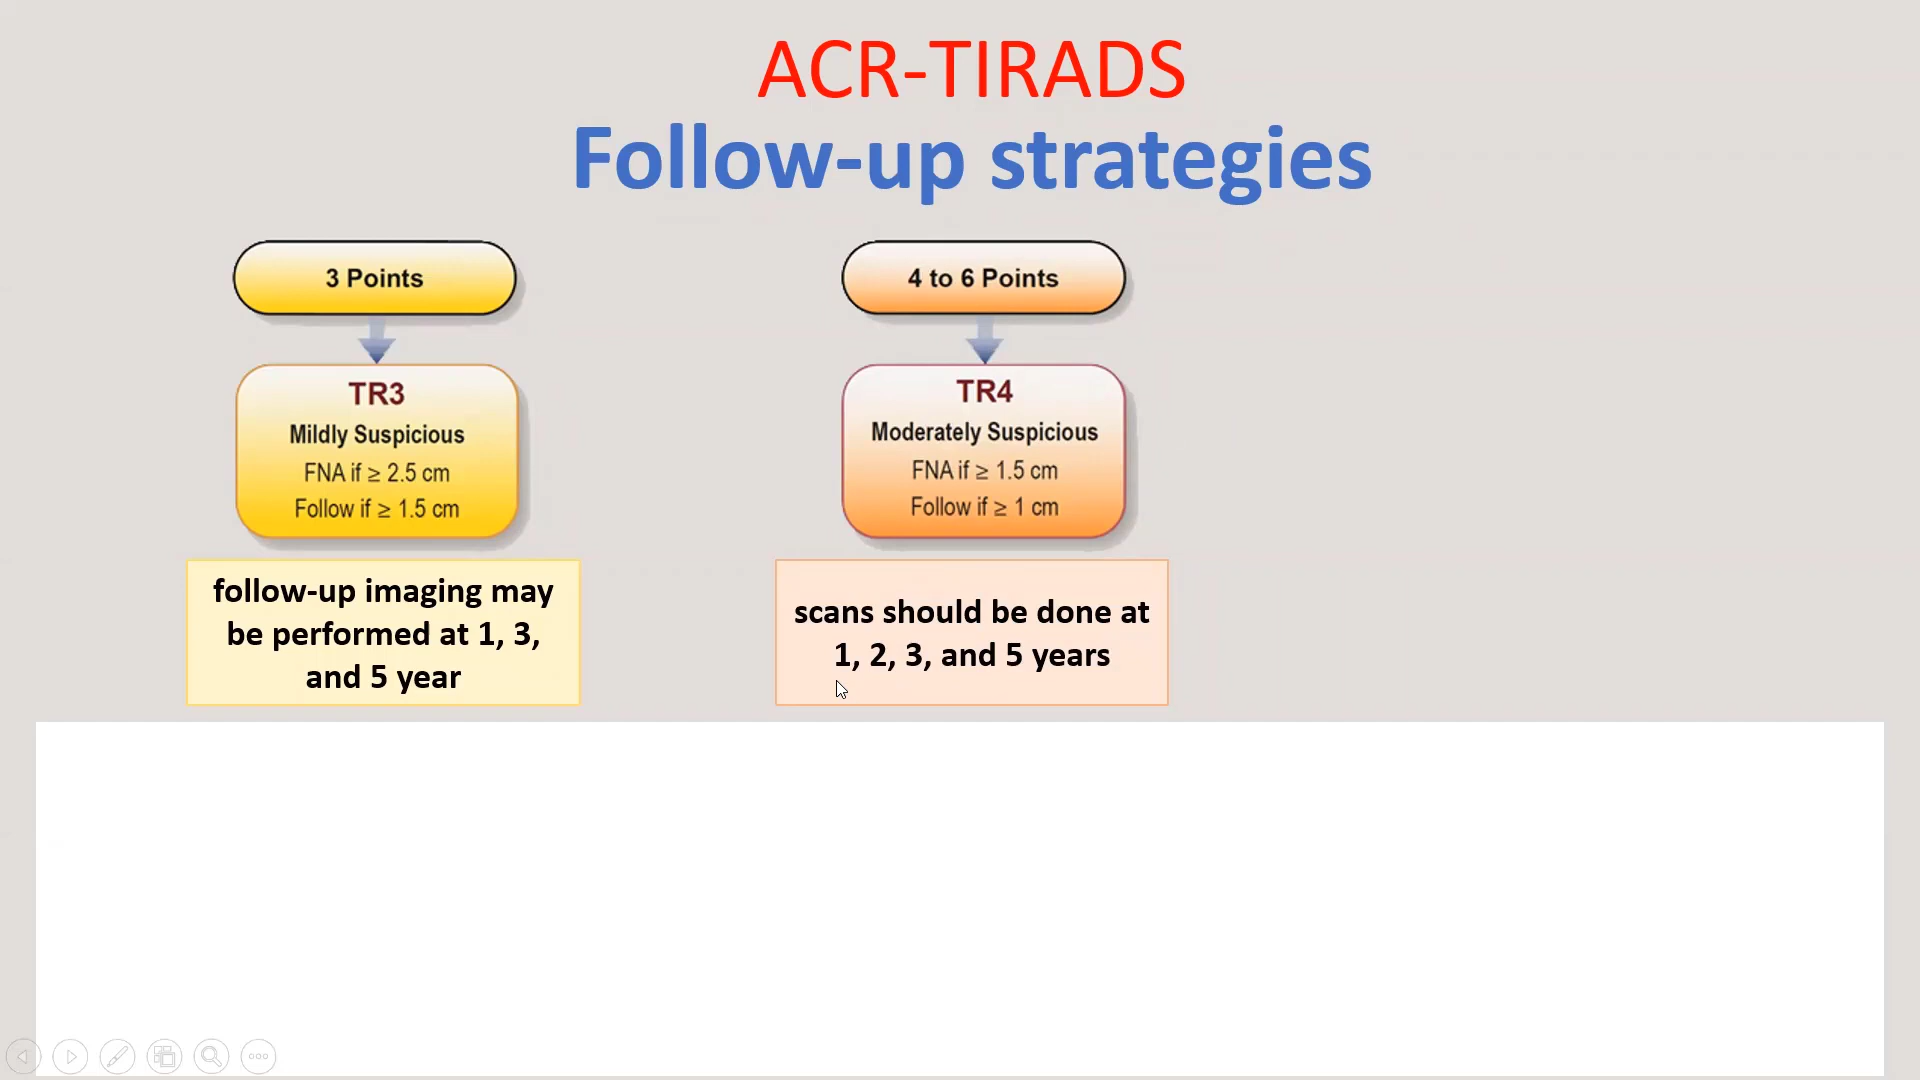 ACR-TIRADS
Follow-up strategies
3 Points
TR3
Mildly Suspicious
FNA if ≥ 2.5 cm
Follow if ≥ 1.5 cm
follow-up imaging may
be performed at 1, 3,
and 5 year
4 to 6 Points
TR4
Moderately Suspicious
FNA if ≥ 1.5 cm
Follow if ≥ 1 cm
scans should be done at
1, 2, 3, and 5 years